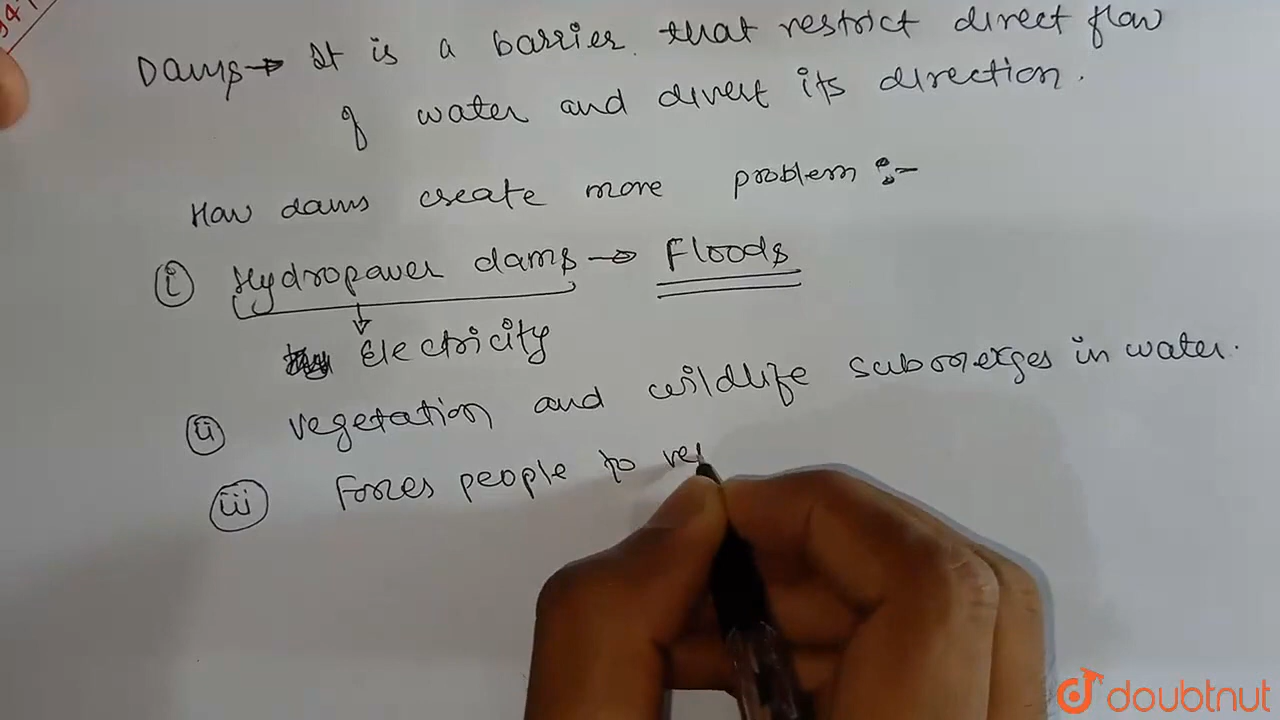 Dams → It is a barrier that restrict direct flow
of water and divert its direction.
How dams create more problem :-
(i) Hydropower dams → Floods
Electricity
(ii) vegetation and wildlife submerges in water.
(iii) Forces people to re
doubtnut